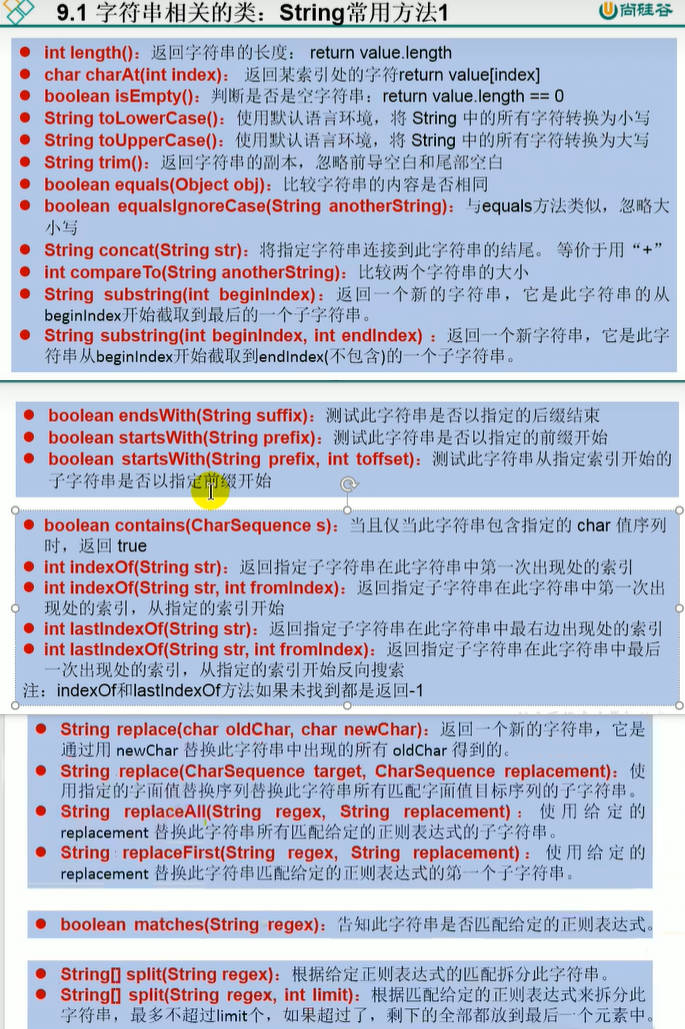 9.1 字符串相关的类：String常用方法1
尚硅谷
int length()：返回字符串的长度： return value.length
char charAt(int index)： 返回某索引处的字符return value[index]
boolean isEmpty()：判断是否是空字符串：return value.length == 0
String toLowerCase()：使用默认语言环境，将 String 中的所有字符转换为小写
String toUpperCase()：使用默认语言环境，将 String 中的所有字符转换为大写
String trim()：返回字符串的副本，忽略前导空白和尾部空白
boolean equals(Object obj)：比较字符串的内容是否相同
boolean equalsIgnoreCase(String anotherString)：与equals方法类似，忽略大
小写
String concat(String str)：将指定字符串连接到此字符串的结尾。 等价于用“+”
int compareTo(String anotherString)：比较两个字符串的大小
String substring(int beginIndex)：返回一个新的字符串，它是此字符串的从
beginIndex开始截取到最后的一个子字符串。
String substring(int beginIndex, int endIndex) ：返回一个新字符串，它是此字
符串从beginIndex开始截取到endIndex(不包含)的一个子字符串。
boolean endsWith(String suffix)：测试此字符串是否以指定的后缀结束
boolean startsWith(String prefix)：测试此字符串是否以指定的前缀开始
boolean startsWith(String prefix, int toffset)：测试此字符串从指定索引开始的
子字符串是否以指定前缀开始
boolean contains(CharSequence s)：当且仅当此字符串包含指定的 char 值序列
时，返回 true
int indexOf(String str)：返回指定子字符串在此字符串中第一次出现处的索引
int indexOf(String str, int fromIndex)：返回指定子字符串在此字符串中第一次出
现处的索引，从指定的索引开始
int lastIndexOf(String str)：返回指定子字符串在此字符串中最右边出现处的索引
int lastIndexOf(String str, int fromIndex)：返回指定子字符串在此字符串中最后
一次出现处的索引，从指定的索引开始反向搜索
注：indexOf和lastIndexOf方法如果未找到都是返回-1
String replace(char oldChar, char newChar)：返回一个新的字符串，它是
通过用 newChar 替换此字符串中出现的所有 oldChar 得到的。
String replace(CharSequence target, CharSequence replacement)：使
用指定的字面值替换序列替换此字符串所有匹配字面值目标序列的子字符串。
String replaceAll(String regex, String replacement)：使用给定的
replacement 替换此字符串所有匹配给定的正则表达式的子字符串。
String replaceFirst(String regex, String replacement)：使用给定的
replacement 替换此字符串匹配给定的正则表达式的第一个子字符串。
boolean matches(String regex)：告知此字符串是否匹配给定的正则表达式。
String[] split(String regex)：根据给定正则表达式的匹配拆分此字符串。
String[] split(String regex, int limit)：根据匹配给定的正则表达式来拆分此
字符串，最多不超过limit个，如果超过了，剩下的全部都放到最后一个元素中。